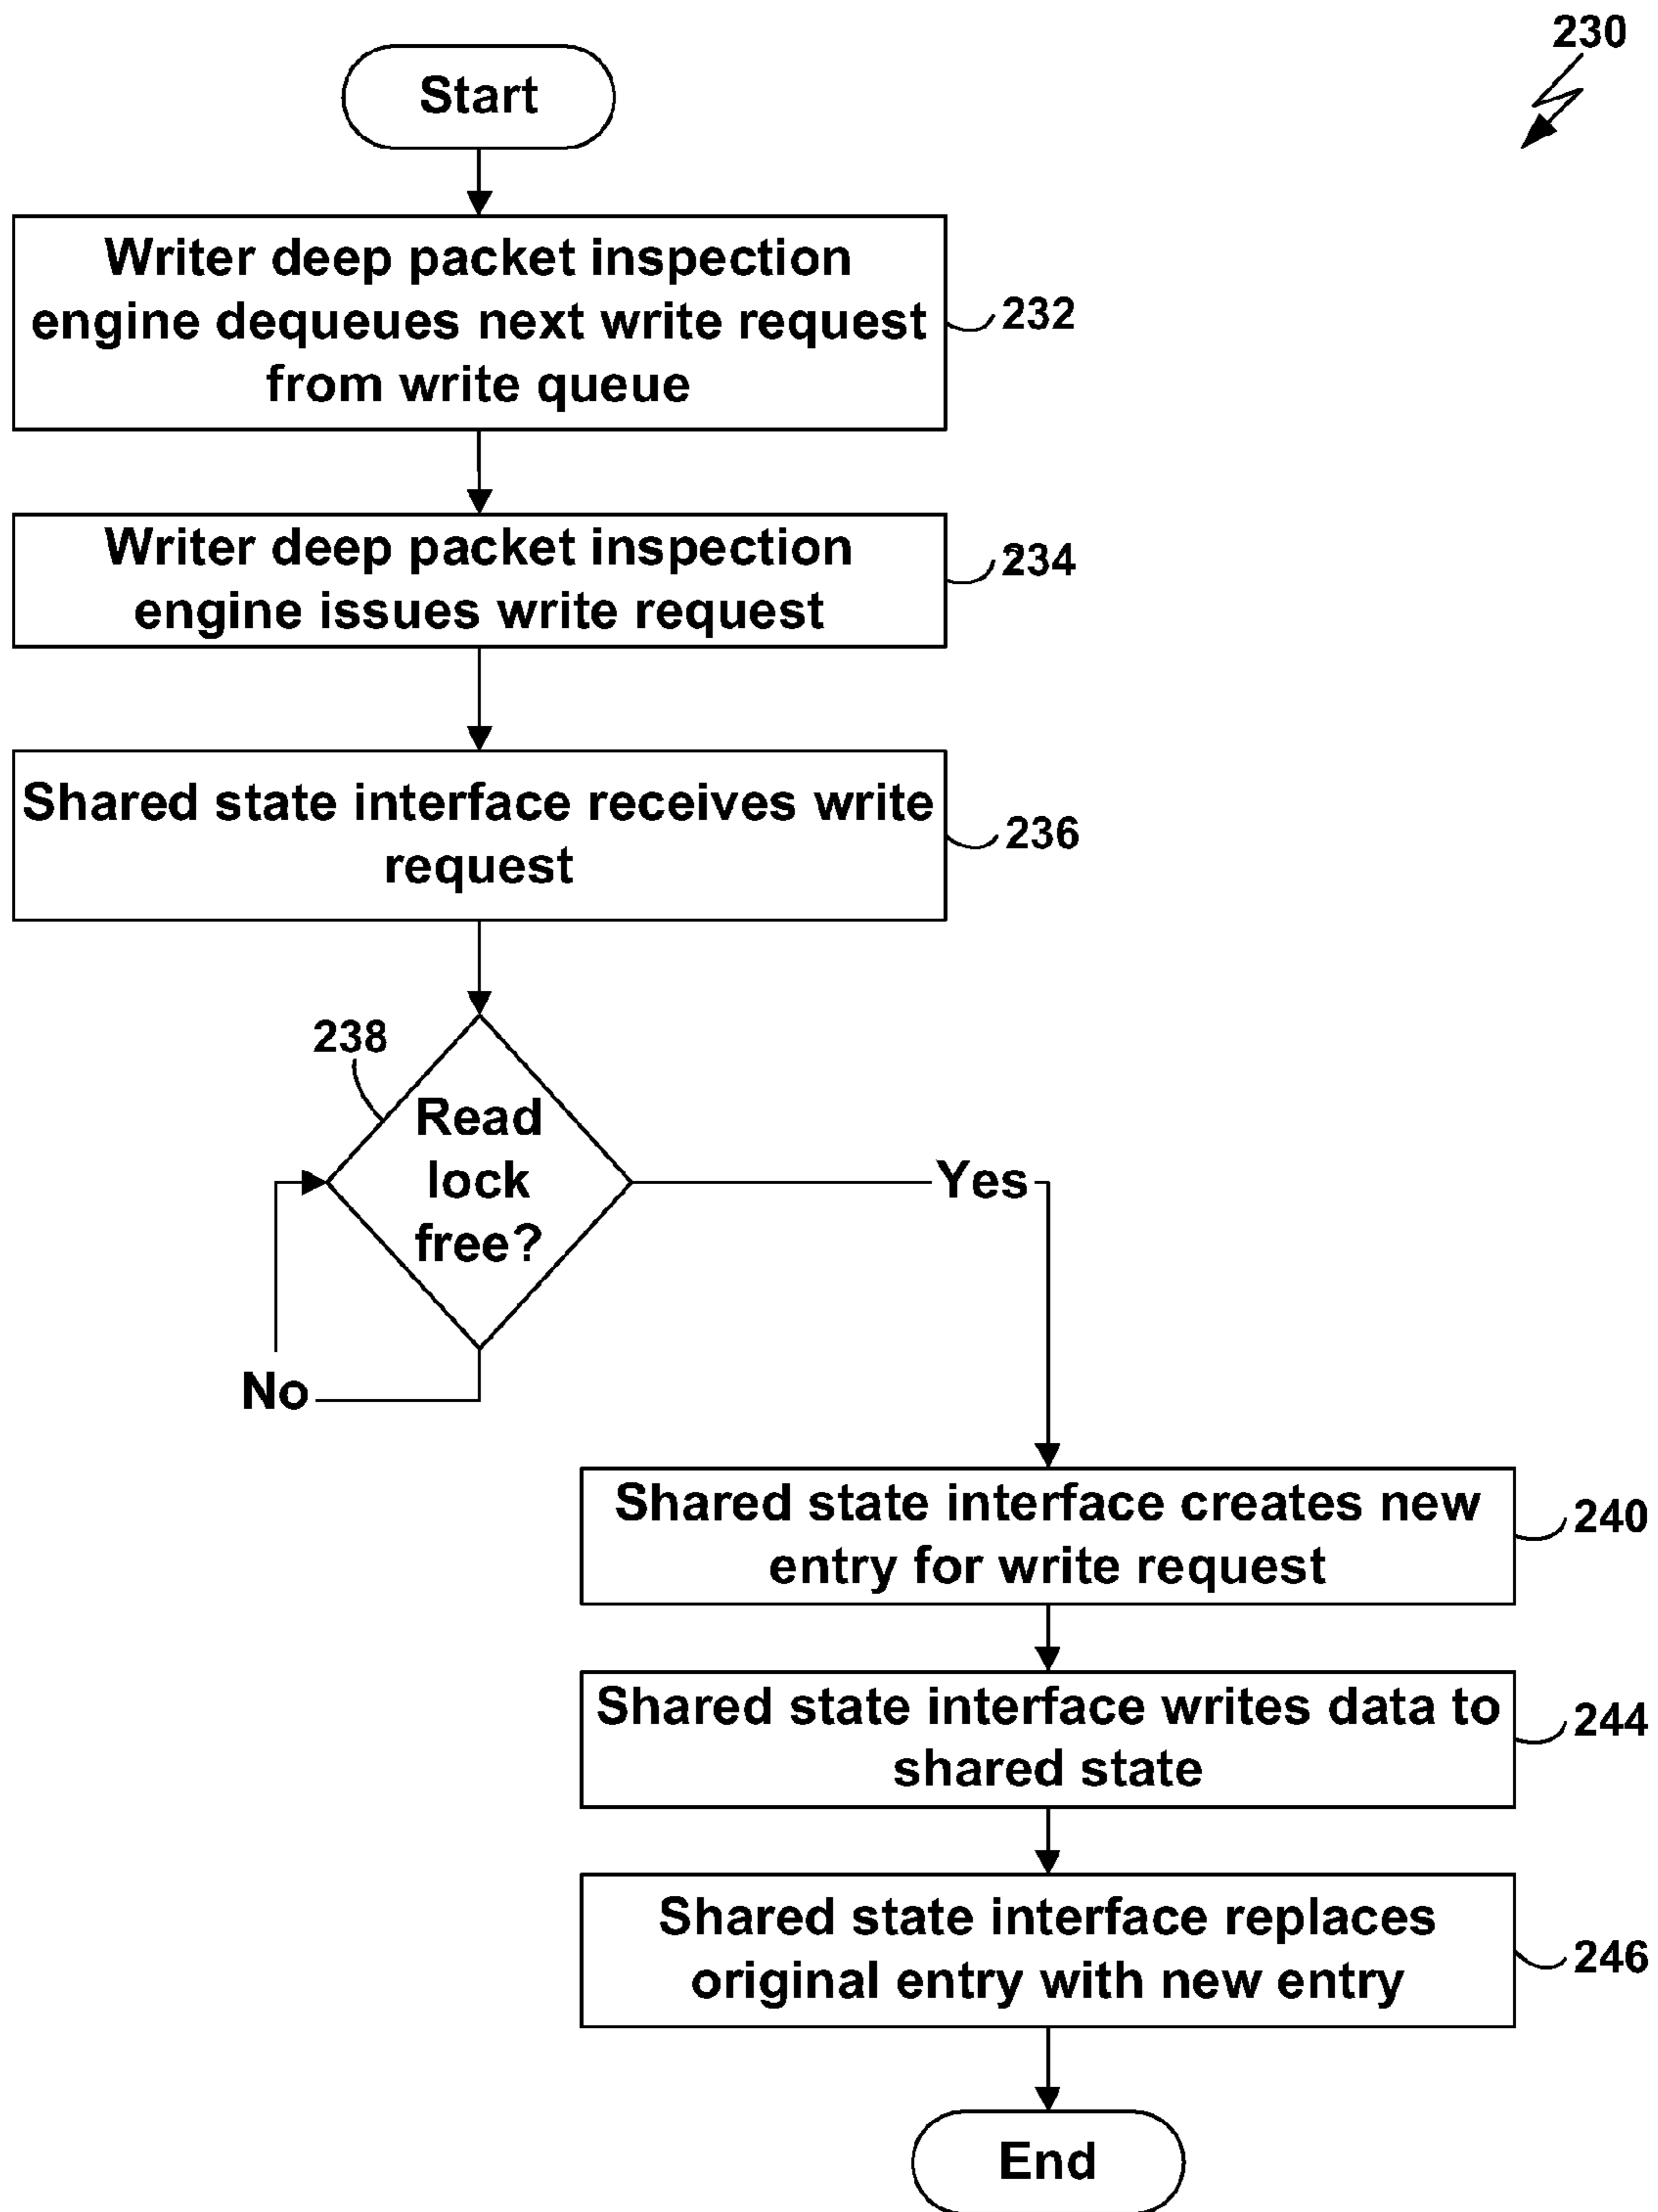 230
Start
Writer deep packet inspection
engine dequeues next write request
from write queue
232
Writer deep packet inspection
engine issues write request
234
Shared state interface receives write
request
236
238
Read
lock
free?
Yes
No
Shared state interface creates new
entry for write request
240
Shared state interface writes data to
shared state
244
Shared state interface replaces
original entry with new entry
246
End